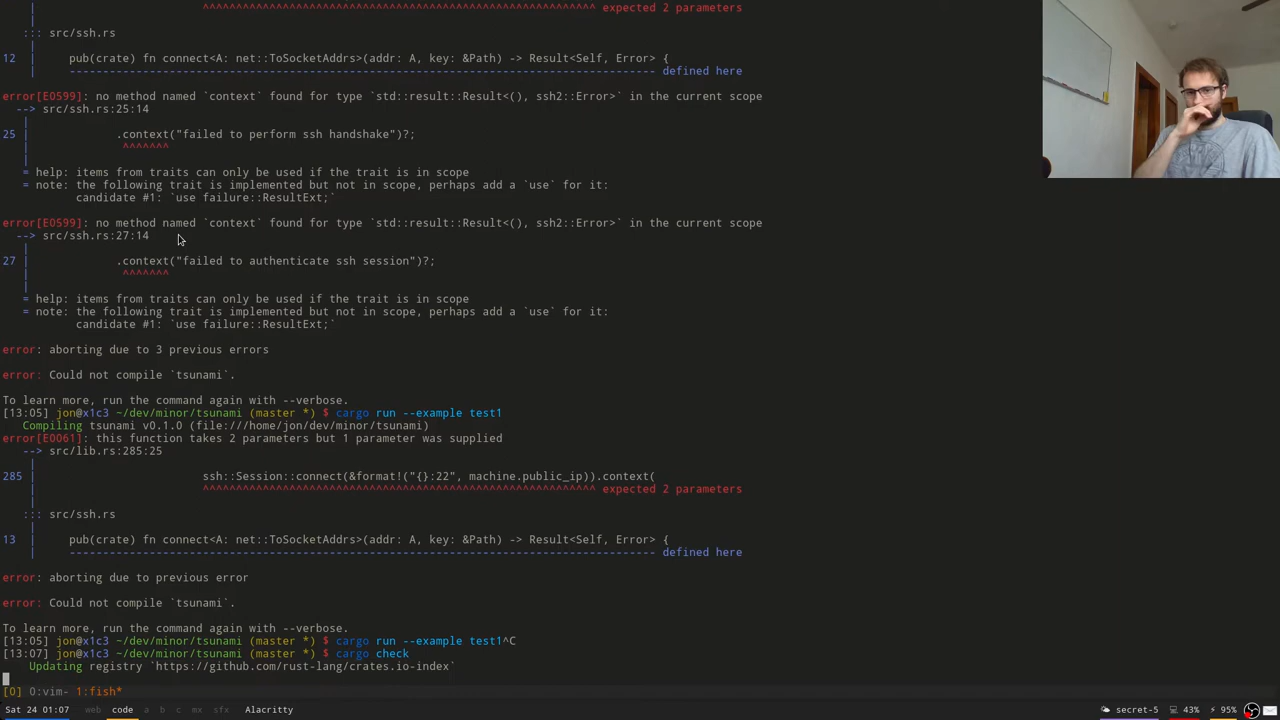 ^^^^^^^^^^^^^^^^^^^^^^^^^^^^^^^^^^^^^^^^^^^^^^^^^^^^^^^^^^^^ expected 2 parameters
|
::: src/ssh.rs
|
12 |     pub(crate) fn connect<A: net::ToSocketAddrs>(addr: A, key: &Path) -> Result<Self, Error> {
|     --------------------------------------------------------------------------- defined here
error[E0599]: no method named `context` found for type `std::result::Result<(), ssh2::Error>` in the current scope
--> src/ssh.rs:25:14
|
25 |             .context("failed to perform ssh handshake")?;
|              ^^^^^^^
|
= help: items from traits can only be used if the trait is in scope
= note: the following trait is implemented but not in scope, perhaps add a `use` for it:
candidate #1: `use failure::ResultExt;`
error[E0599]: no method named `context` found for type `std::result::Result<(), ssh2::Error>` in the current scope
--> src/ssh.rs:27:14
|
27 |             .context("failed to authenticate ssh session")?;
|              ^^^^^^^
|
= help: items from traits can only be used if the trait is in scope
= note: the following trait is implemented but not in scope, perhaps add a `use` for it:
candidate #1: `use failure::ResultExt;`
error: aborting due to 3 previous errors
error: Could not compile `tsunami`.
To learn more, run the command again with --verbose.
[13:05] jon@x1c3 ~/dev/minor/tsunami (master *) $ cargo run --example test1
Compiling tsunami v0.1.0 (file:///home/jon/dev/minor/tsunami)
error[E0061]: this function takes 2 parameters but 1 parameter was supplied
--> src/lib.rs:285:25
|
285 |                         ssh::Session::connect(&format!("{}:22", machine.public_ip)).context(
|                         ^^^^^^^^^^^^^^^^^^^^^^^^^^^^^^^^^^^^^^^^^^^^^^^^^^^^^^^^^^^^ expected 2 parameters
|
::: src/ssh.rs
|
13 |     pub(crate) fn connect<A: net::ToSocketAddrs>(addr: A, key: &Path) -> Result<Self, Error> {
|     --------------------------------------------------------------------------- defined here
error: aborting due to previous error
error: Could not compile `tsunami`.
To learn more, run the command again with --verbose.
[13:05] jon@x1c3 ~/dev/minor/tsunami (master *) $ cargo run --example test1^C
[13:07] jon@x1c3 ~/dev/minor/tsunami (master *) $ cargo check
Updating registry `https://github.com/rust-lang/crates.io-index`
[0] 0:vim- 1:fish*
Sat 24 01:07 web code a b c mx sfx Alacritty secret-5 43% 95%